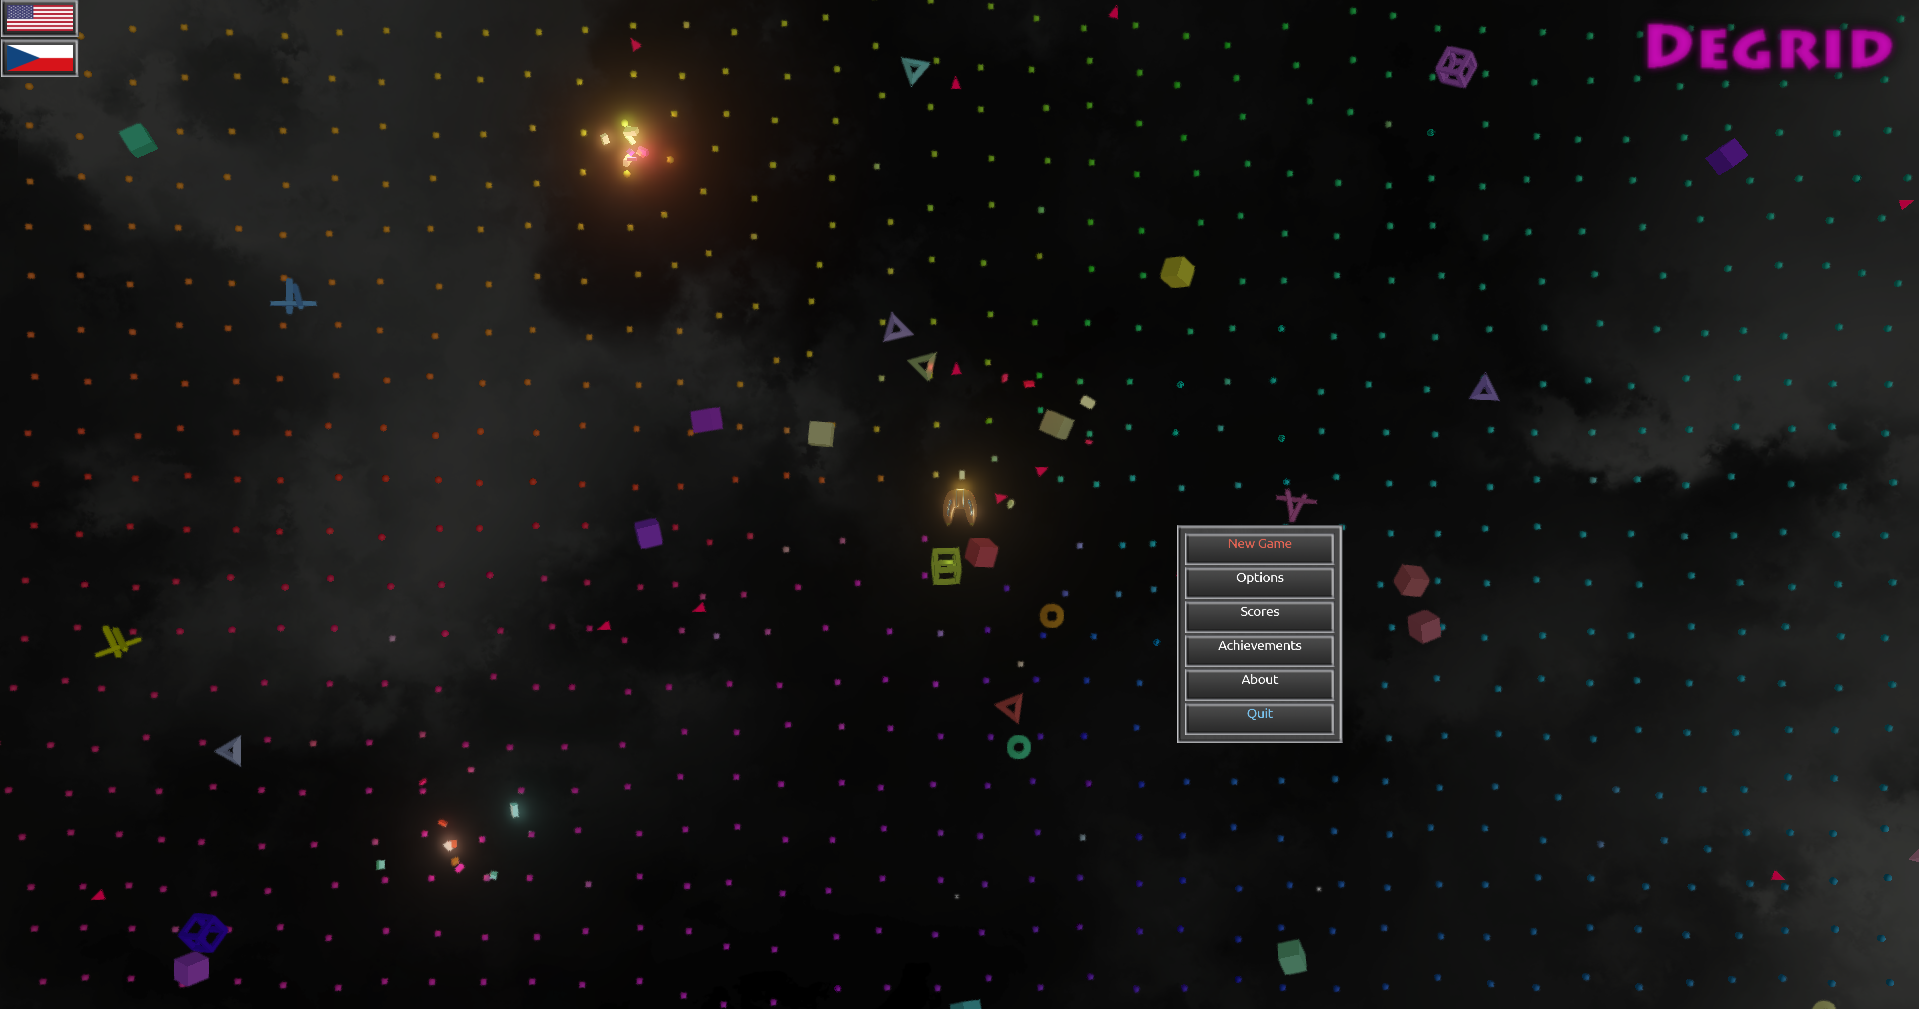 DEGRID
New Game
Options
Scores
Achievements
About
Quit